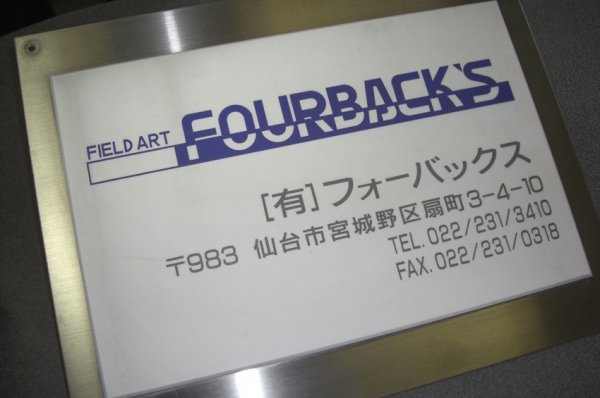 FIELD ART FOURBACK'S
[有]フォーバックス
〒983 仙台市宮城野区扇町3-4-10
TEL.022/231/3410
FAX.022/231/0318